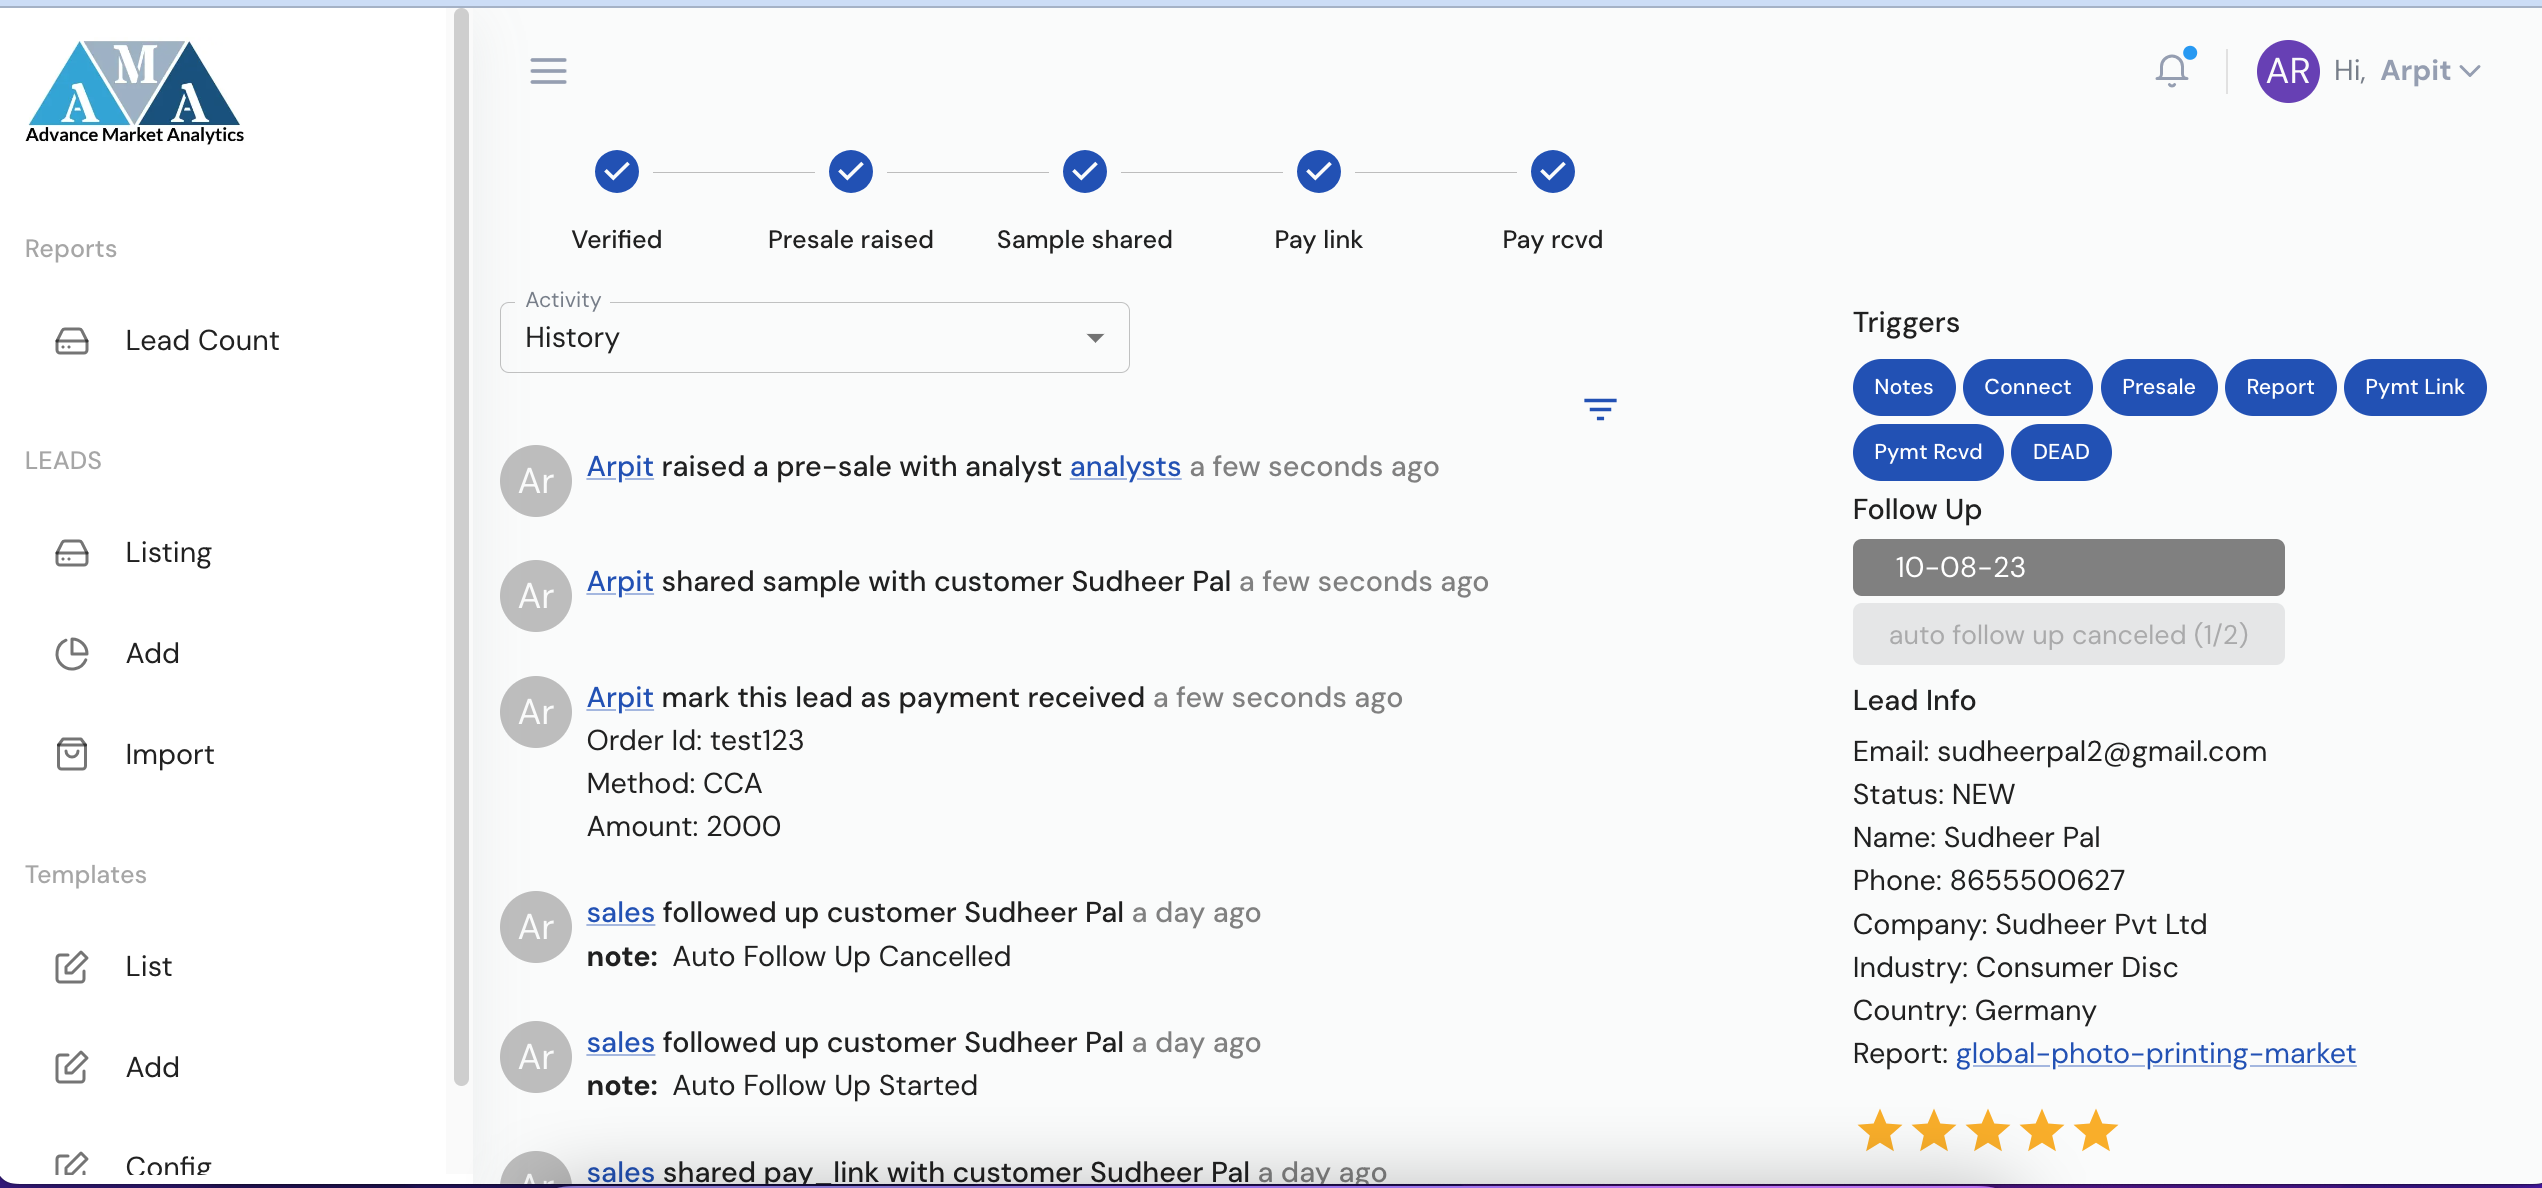 A M A
Advance Market Analytics
AR Hi, Arpit
Reports
Lead Count
LEADS
Listing
Add
Import
Templates
List
Add
Config
Verified
Presale raised
Sample shared
Pay link
Pay rcvd
Activity
History
Ar Arpit raised a pre-sale with analyst analysts a few seconds ago
Ar Arpit shared sample with customer Sudheer Pal a few seconds ago
Ar Arpit mark this lead as payment received a few seconds ago
Order Id: test123
Method: CCA
Amount: 2000
Ar sales followed up customer Sudheer Pal a day ago
note: Auto Follow Up Cancelled
Ar sales followed up customer Sudheer Pal a day ago
note: Auto Follow Up Started
Ar sales shared pay_link with customer Sudheer Pal a day ago
Triggers
Notes Connect Presale Report Pymt Link
Pymt Rcvd DEAD
Follow Up
10-08-23
auto follow up canceled (1/2)
Lead Info
Email: sudheerpal2@gmail.com
Status: NEW
Name: Sudheer Pal
Phone: 8655500627
Company: Sudheer Pvt Ltd
Industry: Consumer Disc
Country: Germany
Report: global-photo-printing-market